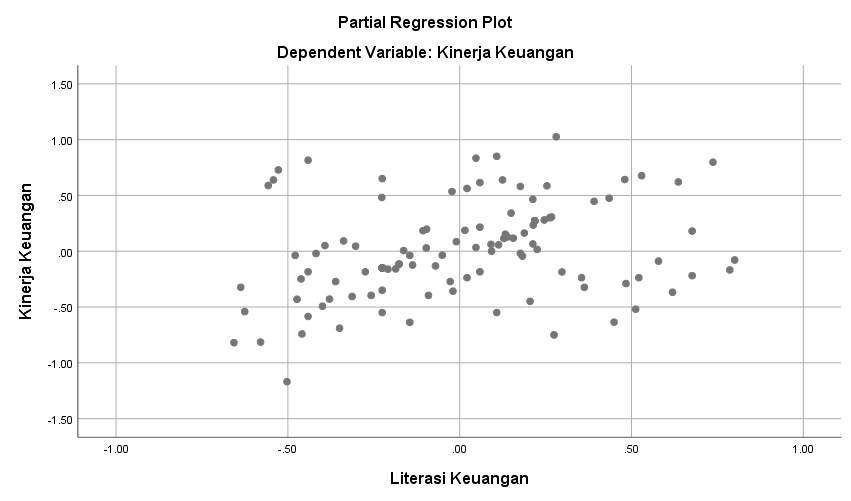 Partial Regression Plot
Dependent Variable: Kinerja Keuangan
1.50
1.00
.50
.00
-.50
-1.00
-1.50
Kinerja Keuangan
-1.00 -.50 .00 .50 1.00
Literasi Keuangan